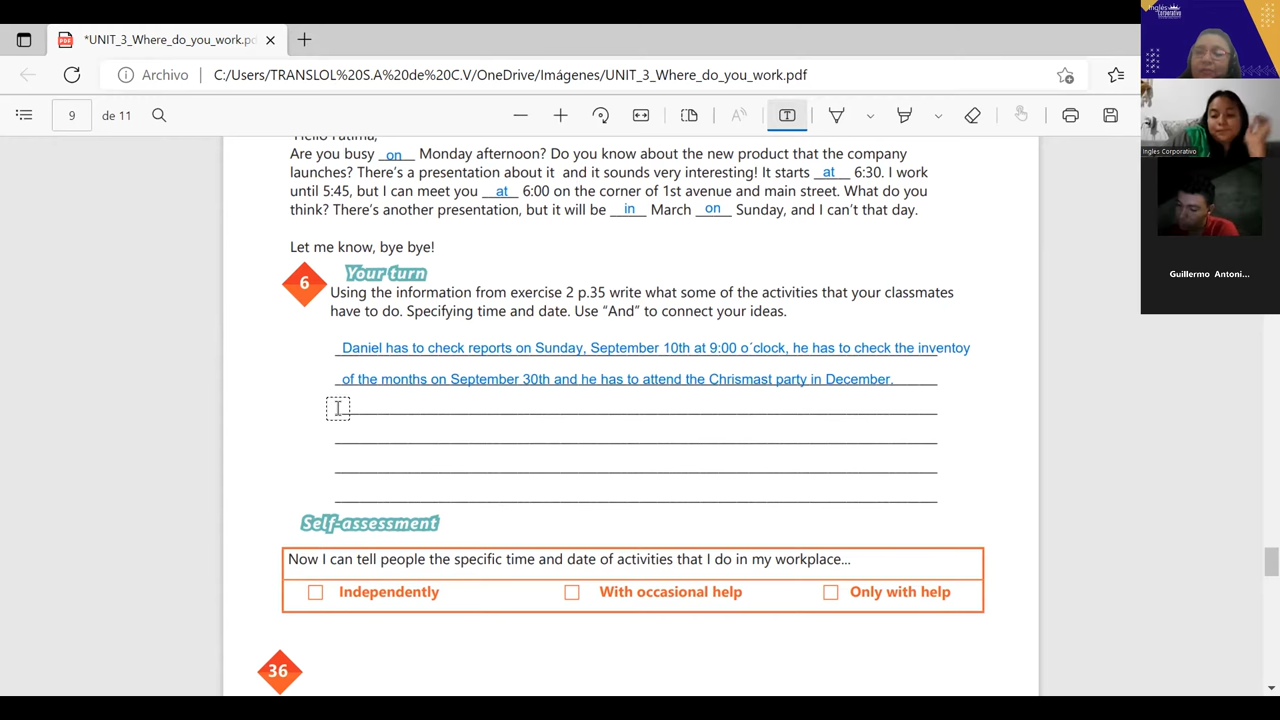 *UNIT_3_Where_do_you_work.pd
Archivo
C:/Users/TRANSLOL%20S.A%20de%20C.V/OneDrive/Imágenes/UNIT_3_Where_do_you_work.pdf
9 de 11
Hello Fatima,
Are you busy on Monday afternoon? Do you know about the new product that the company
launches? There's a presentation about it and it sounds very interesting! It starts at 6:30. I work
until 5:45, but I can meet you at 6:00 on the corner of 1st avenue and main street. What do you
think? There's another presentation, but it will be in March on Sunday, and I can't that day.
Let me know, bye bye!
6
Your turn
Using the information from exercise 2 p.35 write what some of the activities that your classmates
have to do. Specifying time and date. Use “And” to connect your ideas.
Daniel has to check reports on Sunday, September 10th at 9:00 o´clock, he has to check the inventoy
of the months on September 30th and he has to attend the Chrismast party in December.
Self-assessment
Now I can tell people the specific time and date of activities that I do in my workplace...
Independently
With occasional help
Only with help
36
Inglés
Corporativo
Ingles Corporativo
Guillermo Antoni...